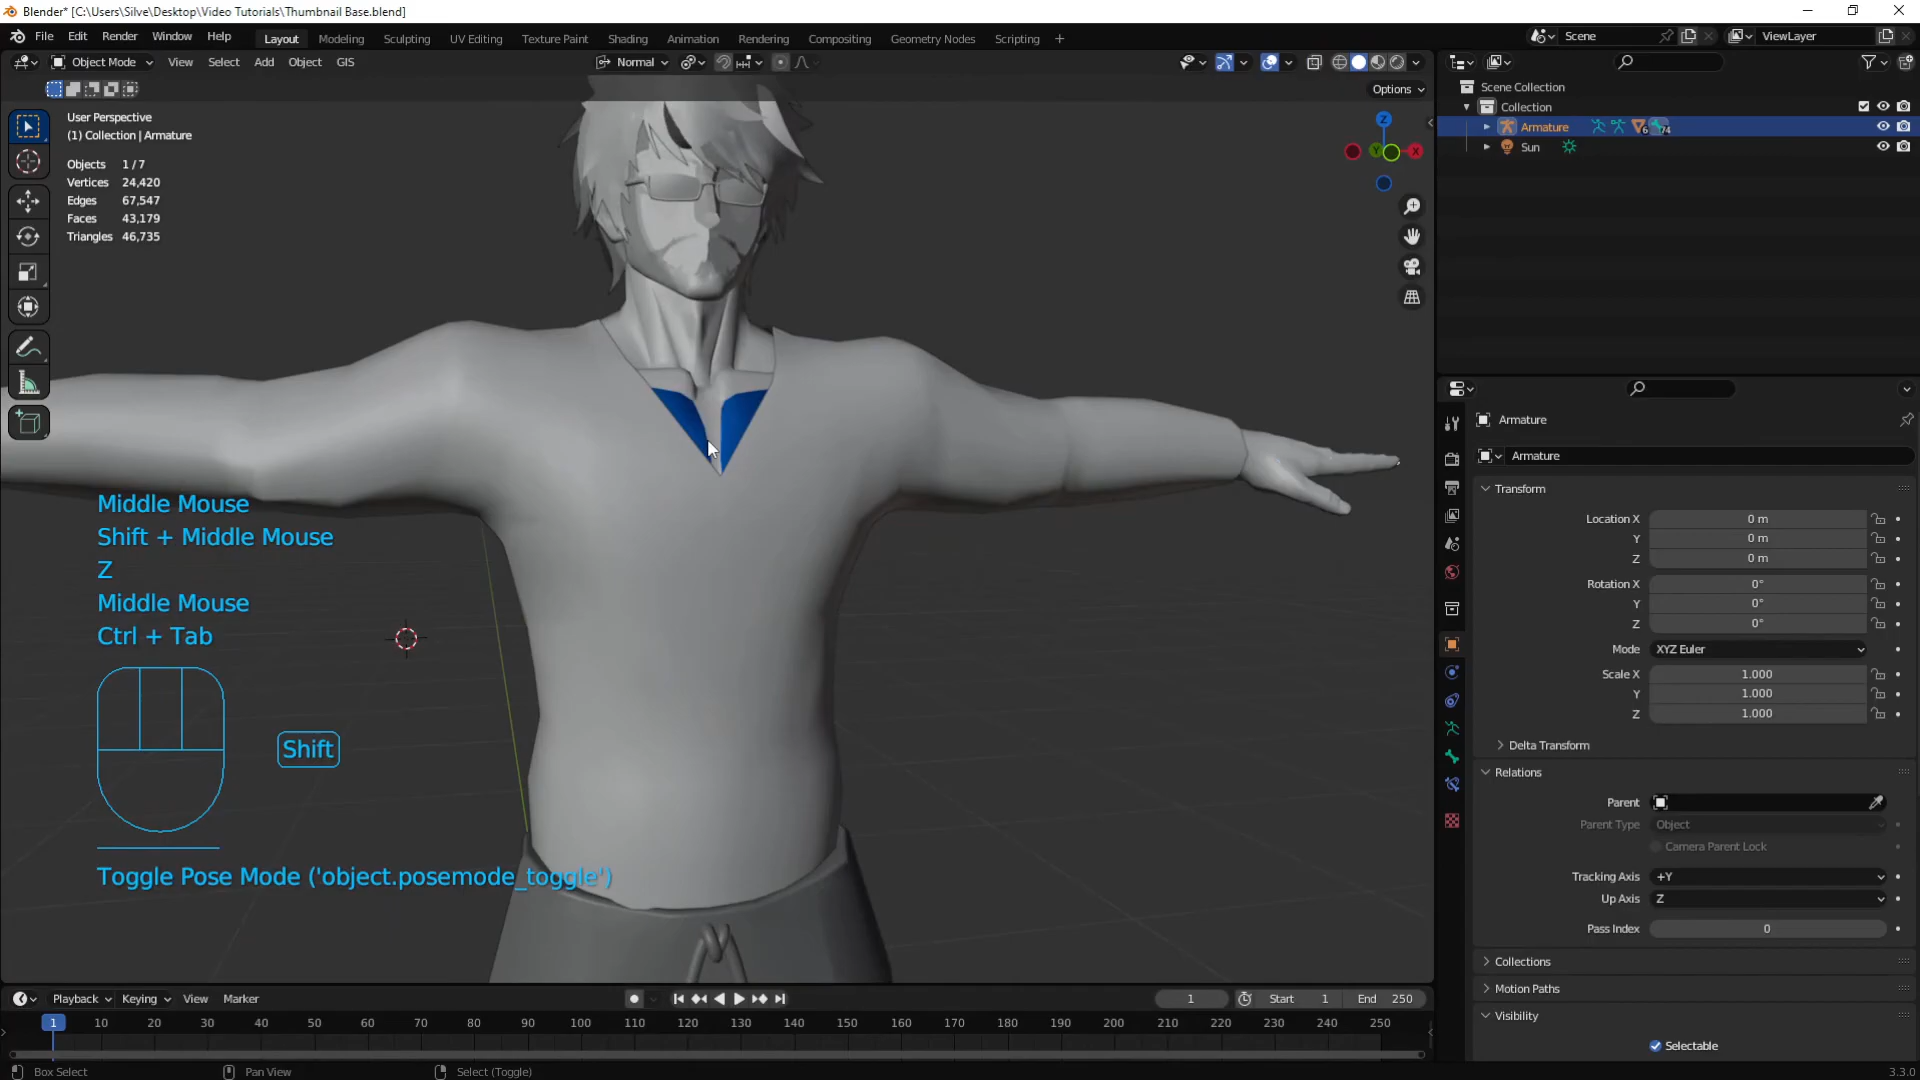 Blender* [C:\Users\Silve\Desktop\Video Tutorials\Thumbnail Base.blend]
File Edit Render Window Help Layout Modeling Sculpting UV Editing Texture Paint Shading Animation Rendering Compositing Geometry Nodes Scripting + Scene ViewLayer
Object Mode View Select Add Object GIS Normal
Options
User Perspective
(1) Collection | Armature
Objects 1/7
Vertices 24,420
Edges 67,547
Faces 43,179
Triangles 46,735
Z
X
Y
Middle Mouse
Shift + Middle Mouse
Z
Middle Mouse
Ctrl + Tab
Shift
Toggle Pose Mode ('object.posemode_toggle')
Scene Collection
Collection
Armature 6 74
Sun
Armature
Armature
Transform
Location X 0 m
Y 0 m
Z 0 m
Rotation X 0°
Y 0°
Z 0°
Mode XYZ Euler
Scale X 1.000
Y 1.000
Z 1.000
Delta Transform
Relations
Parent
Parent Type Object
Camera Parent Lock
Tracking Axis +Y
Up Axis Z
Pass Index 0
Collections
Motion Paths
Visibility
Selectable
Playback Keying View Marker 1 Start 1 End 250
1 10 20 30 40 50 60 70 80 90 100 110 120 130 140 150 160 170 180 190 200 210 220 230 240 250
Box Select Pan View Select (Toggle) 3.3.0